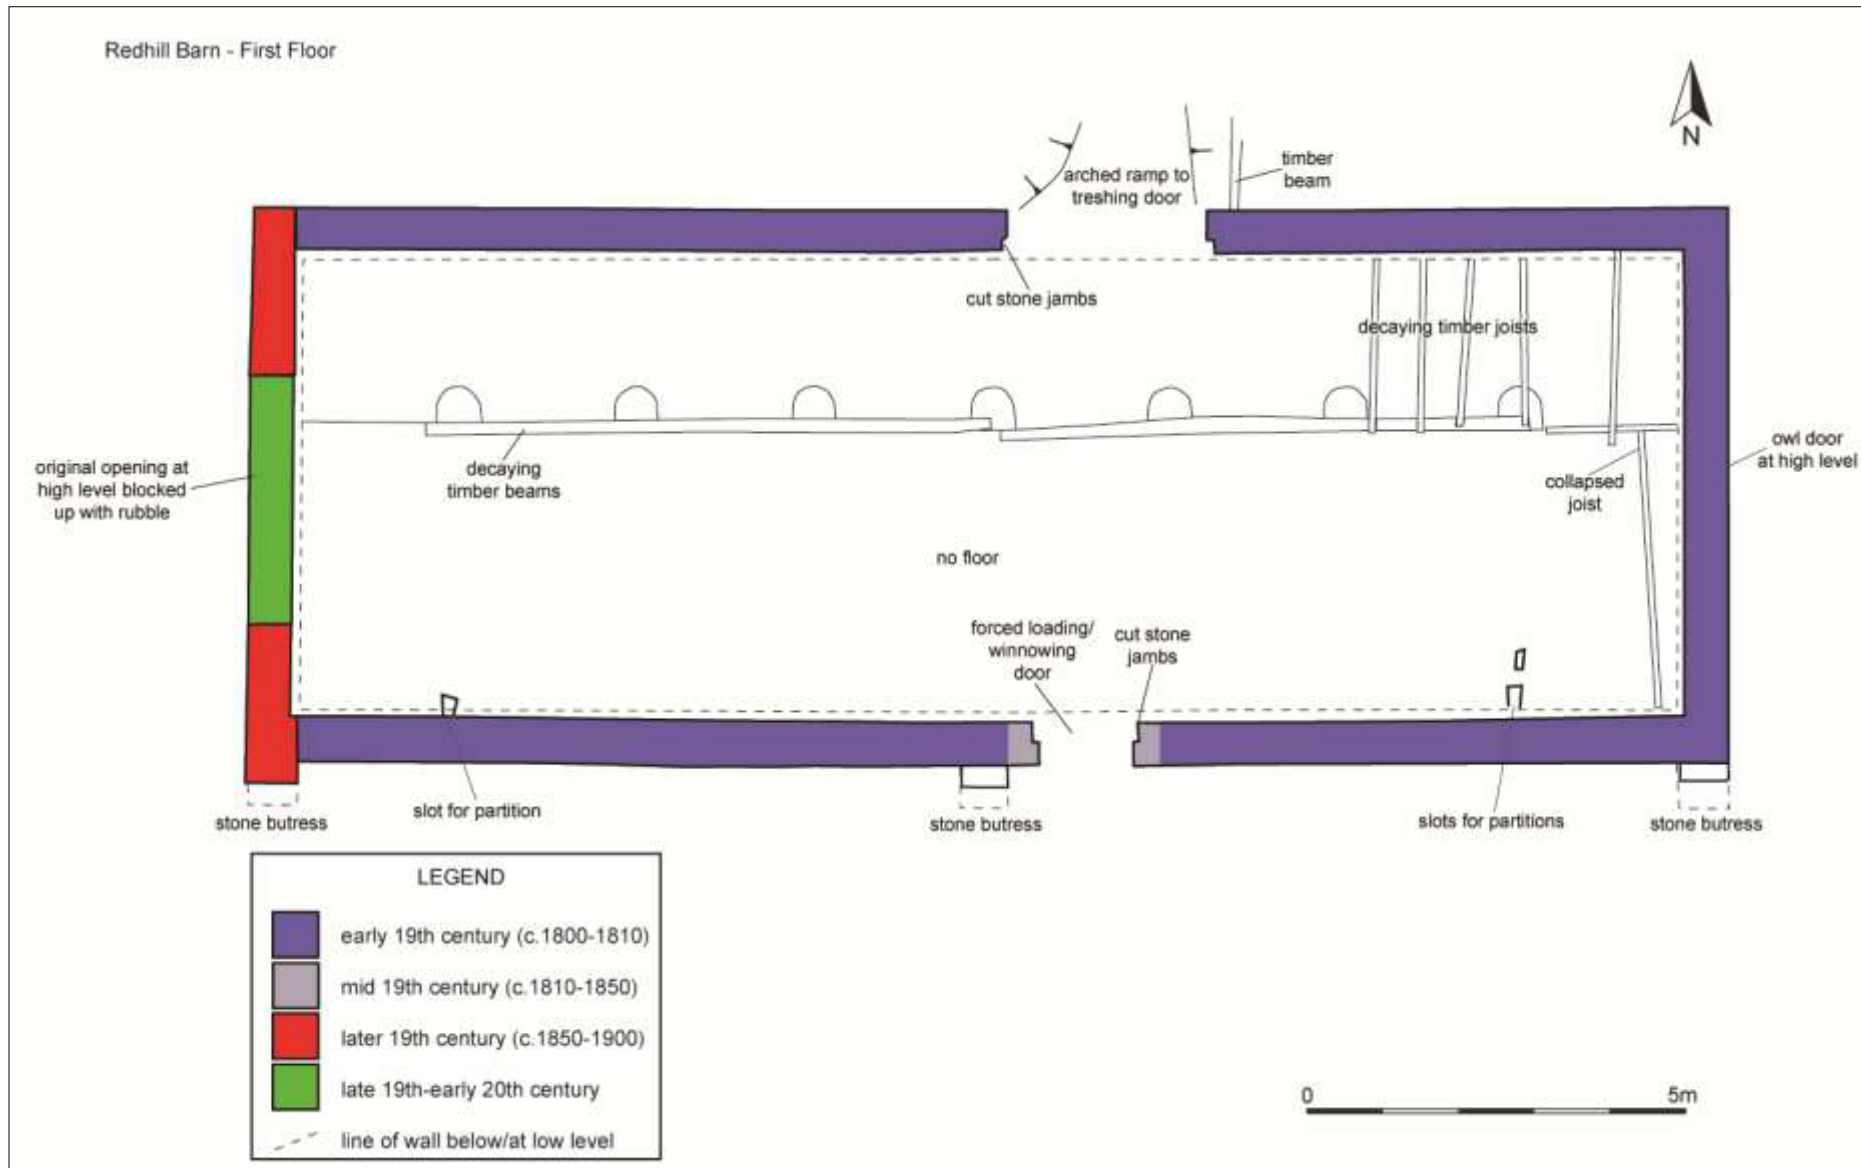 Redhill Barn - First Floor
N
timber
beam
arched ramp to
treshing door
cut stone jambs
decaying timber joists
original opening at
high level blocked
up with rubble
decaying
timber beams
owl door
at high level
collapsed
joist
no floor
forced loading/
winnowing
door
cut stone
jambs
slot for partition
slots for partitions
stone butress
stone butress
stone butress
LEGEND
early 19th century (c.1800-1810)
mid 19th century (c.1810-1850)
later 19th century (c.1850-1900)
late 19th-early 20th century
line of wall below/at low level
0
5m